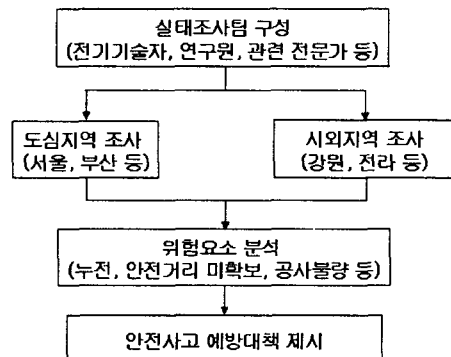 실태조사팀 구성
(전기기술자, 연구원, 관련 전문가 등)
도심지역 조사
(서울, 부산 등)
시외지역 조사
(강원, 전라 등)
위험요소 분석
(누전, 안전거리 미확보, 공사불량 등)
안전사고 예방대책 제시